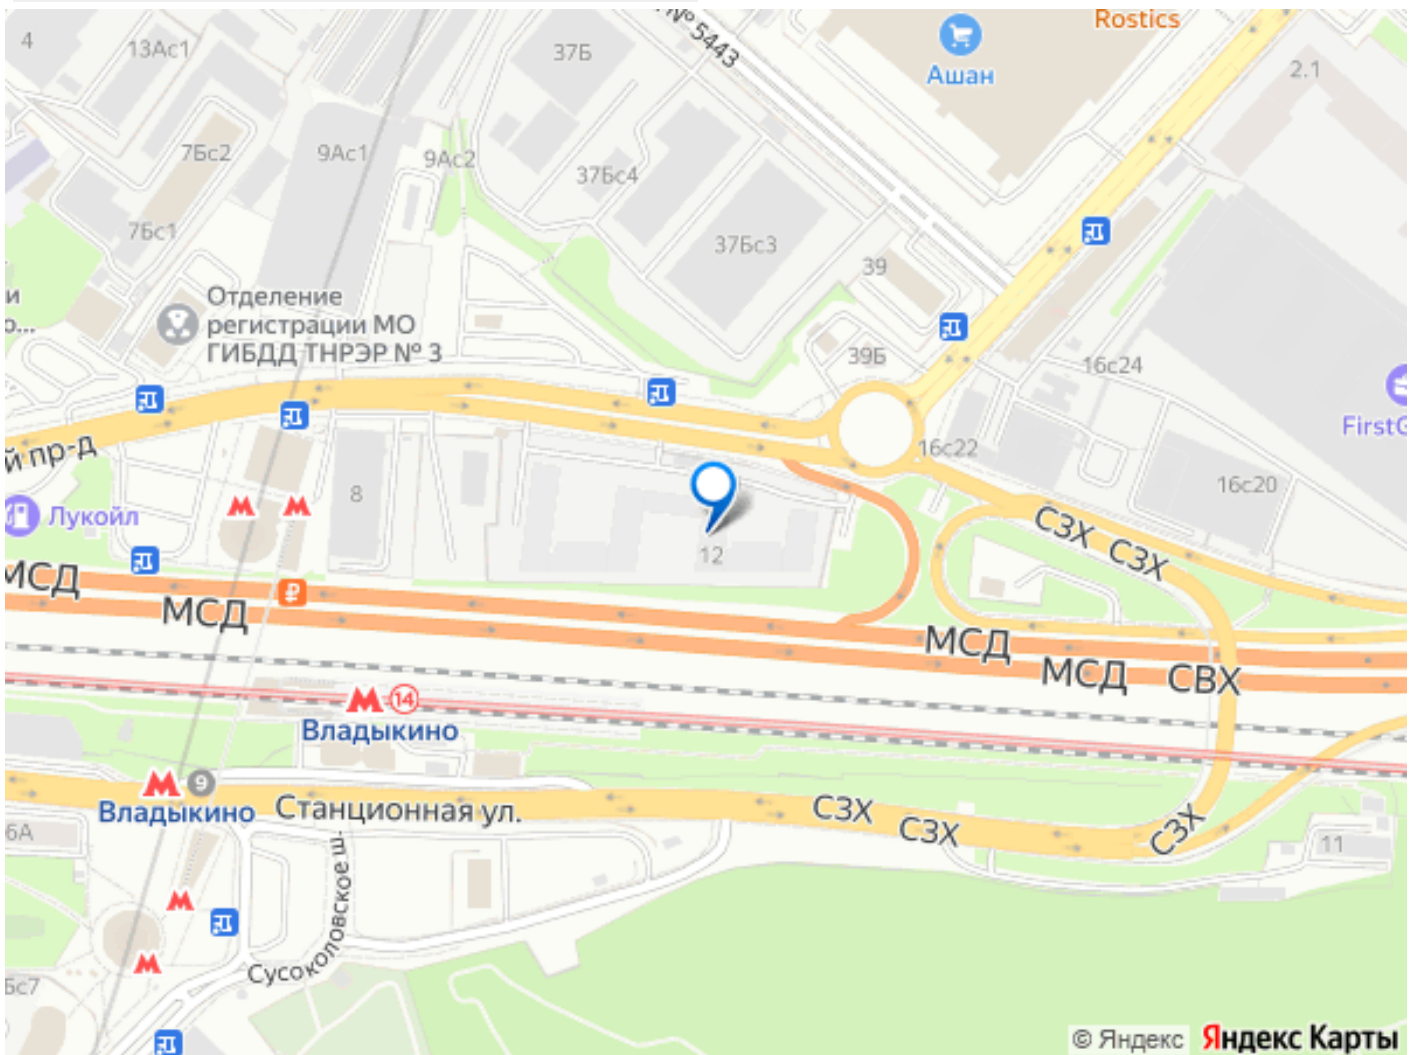 4
13Ас1
37Б
№ 5443
Rostics
Ашан
2.1
7Бс2
9Ас1
9Ас2
37Бс4
7Бс1
37Бс3
39
и
о...
Отделение
регистрации МО
ГИБДД ТНРЭР № 3
39Б
16с24
FirstG
й пр-д
16с22
8
16с20
Лукойл
12
СЗХ
СЗХ
МСД
МСД
₽
МСД
МСД
СВХ
14
Владыкино
9
Владыкино
Станционная ул.
СЗХ
СЗХ
СЗХ
6А
11
Сусоколовское ш.
6с7
© Яндекс
Яндекс Карты